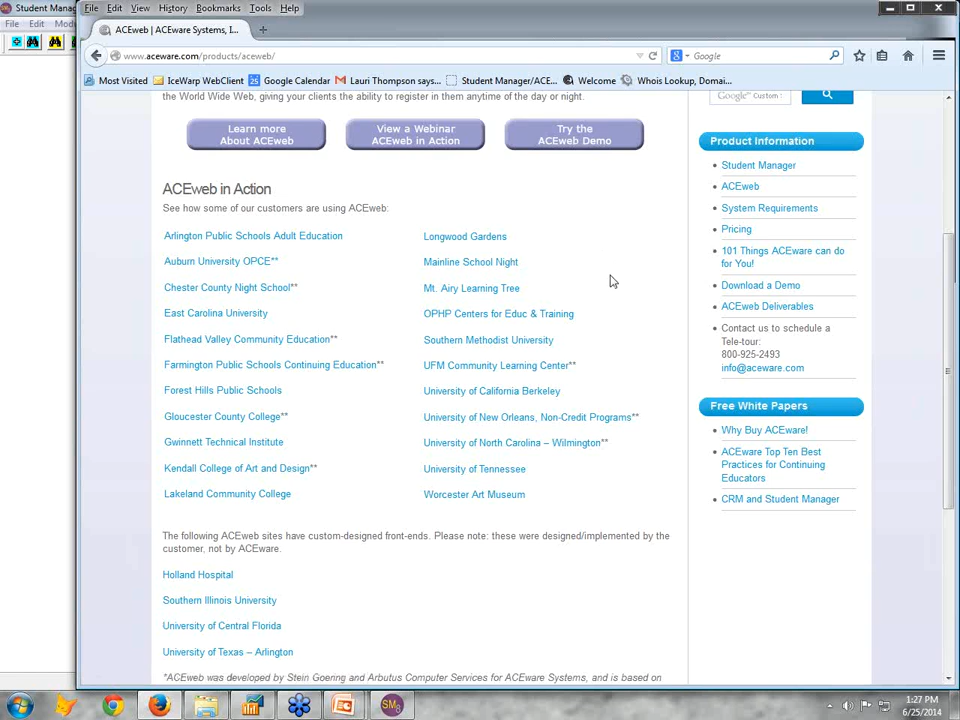 Student Mana
File Edit View History Bookmarks Tools Help
File Edit Mod
ACEweb | ACEware Systems, I...
www.aceware.com/products/aceweb/
Google
Most Visited IceWarp WebClient Google Calendar Lauri Thompson says... Student Manager/ACE... Welcome Whois Lookup, Domai...
the World Wide Web, giving your clients the ability to register in them anytime of the day or night.
Google™ Custom
Learn more
About ACEweb
View a Webinar
ACEweb in Action
Try the
ACEweb Demo
ACEweb in Action
See how some of our customers are using ACEweb:
Arlington Public Schools Adult Education
Auburn University OPCE**
Chester County Night School**
East Carolina University
Flathead Valley Community Education**
Farmington Public Schools Continuing Education**
Forest Hills Public Schools
Gloucester County College**
Gwinnett Technical Institute
Kendall College of Art and Design**
Lakeland Community College
Longwood Gardens
Mainline School Night
Mt. Airy Learning Tree
OPHP Centers for Educ & Training
Southern Methodist University
UFM Community Learning Center**
University of California Berkeley
University of New Orleans, Non-Credit Programs**
University of North Carolina – Wilmington**
University of Tennessee
Worcester Art Museum
The following ACEweb sites have custom-designed front-ends. Please note: these were designed/implemented by the
customer, not by ACEware.
Holland Hospital
Southern Illinois University
University of Central Florida
University of Texas – Arlington
*ACEweb was developed by Stein Goering and Arbutus Computer Services for ACEware Systems, and is based on
Product Information
Student Manager
ACEweb
System Requirements
Pricing
101 Things ACEware can do
for You!
Download a Demo
ACEweb Deliverables
Contact us to schedule a
Tele-tour:
800-925-2493
info@aceware.com
Free White Papers
Why Buy ACEware!
ACEware Top Ten Best
Practices for Continuing
Educators
CRM and Student Manager
SM8
1:27 PM
6/25/2014